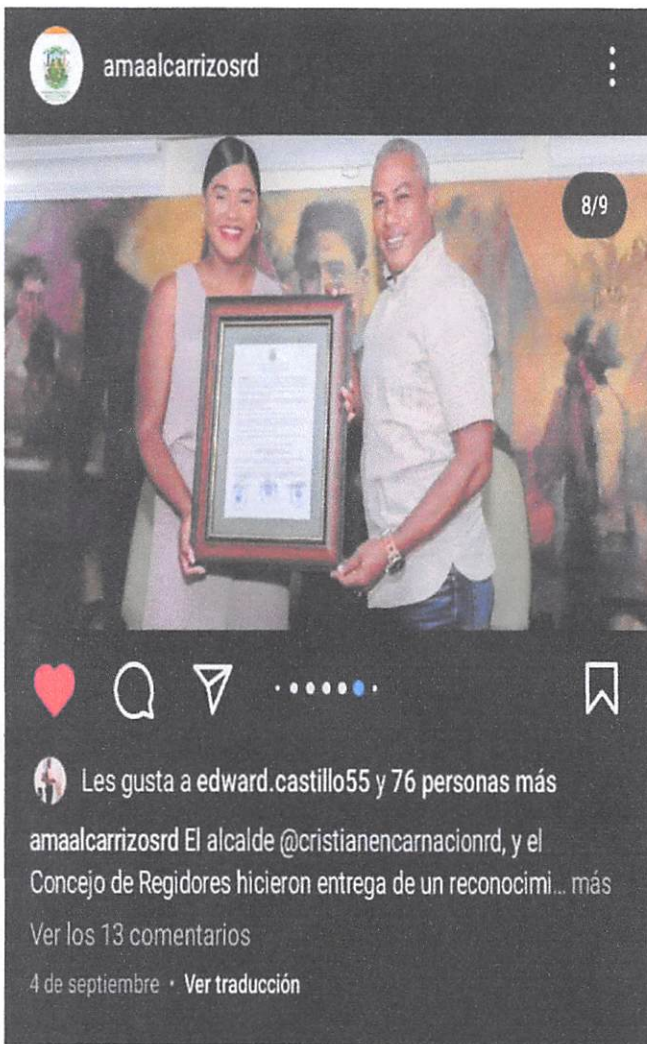 amaalcarrizosrd
8/9
Les gusta a edward.castillo55 y 76 personas más
amaalcarrizosrd El alcalde @cristianencarnacionrd, y el
Concejo de Regidores hicieron entrega de un reconocimi... más
Ver los 13 comentarios
4 de septiembre • Ver traducción